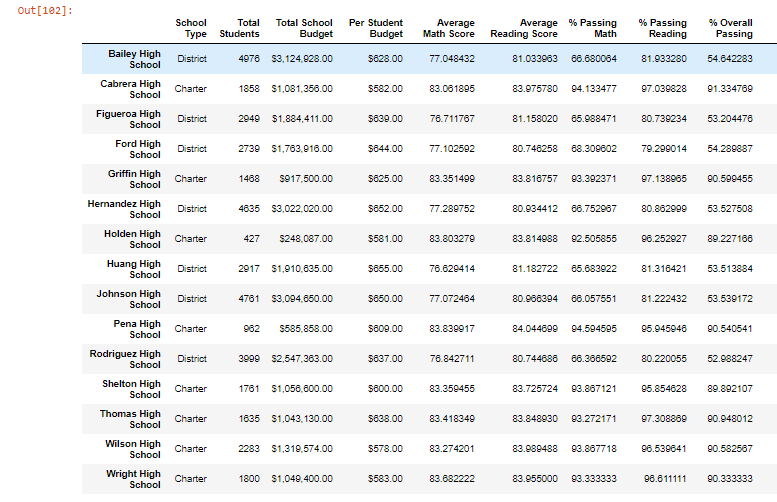 Out[102]:
School Type Total Students Total School Budget Per Student Budget Average Math Score Average Reading Score % Passing Math % Passing Reading % Overall Passing
Bailey High School District 4976 $3,124,928.00 $628.00 77.048432 81.033963 66.680064 81.933280 54.642283
Cabrera High School Charter 1858 $1,081,356.00 $582.00 83.061895 83.975780 94.133477 97.039828 91.334769
Figueroa High School District 2949 $1,884,411.00 $639.00 76.711767 81.158020 65.988471 80.739234 53.204476
Ford High School District 2739 $1,763,916.00 $644.00 77.102592 80.746258 68.309602 79.299014 54.289887
Griffin High School Charter 1468 $917,500.00 $625.00 83.351499 83.816757 93.392371 97.138965 90.599455
Hernandez High School District 4635 $3,022,020.00 $652.00 77.289752 80.934412 66.752967 80.862999 53.527508
Holden High School Charter 427 $248,087.00 $581.00 83.803279 83.814988 92.505855 96.252927 89.227166
Huang High School District 2917 $1,910,635.00 $655.00 76.629414 81.182722 65.683922 81.316421 53.513884
Johnson High School District 4761 $3,094,650.00 $650.00 77.072464 80.966394 66.057551 81.222432 53.539172
Pena High School Charter 962 $585,858.00 $609.00 83.839917 84.044699 94.594595 95.945946 90.540541
Rodriguez High School District 3999 $2,547,363.00 $637.00 76.842711 80.744686 66.366592 80.220055 52.988247
Shelton High School Charter 1761 $1,056,600.00 $600.00 83.359455 83.725724 93.867121 95.854628 89.892107
Thomas High School Charter 1635 $1,043,130.00 $638.00 83.418349 83.848930 93.272171 97.308869 90.948012
Wilson High School Charter 2283 $1,319,574.00 $578.00 83.274201 83.989488 93.867718 96.539641 90.582567
Wright High School Charter 1800 $1,049,400.00 $583.00 83.682222 83.955000 93.333333 96.611111 90.333333